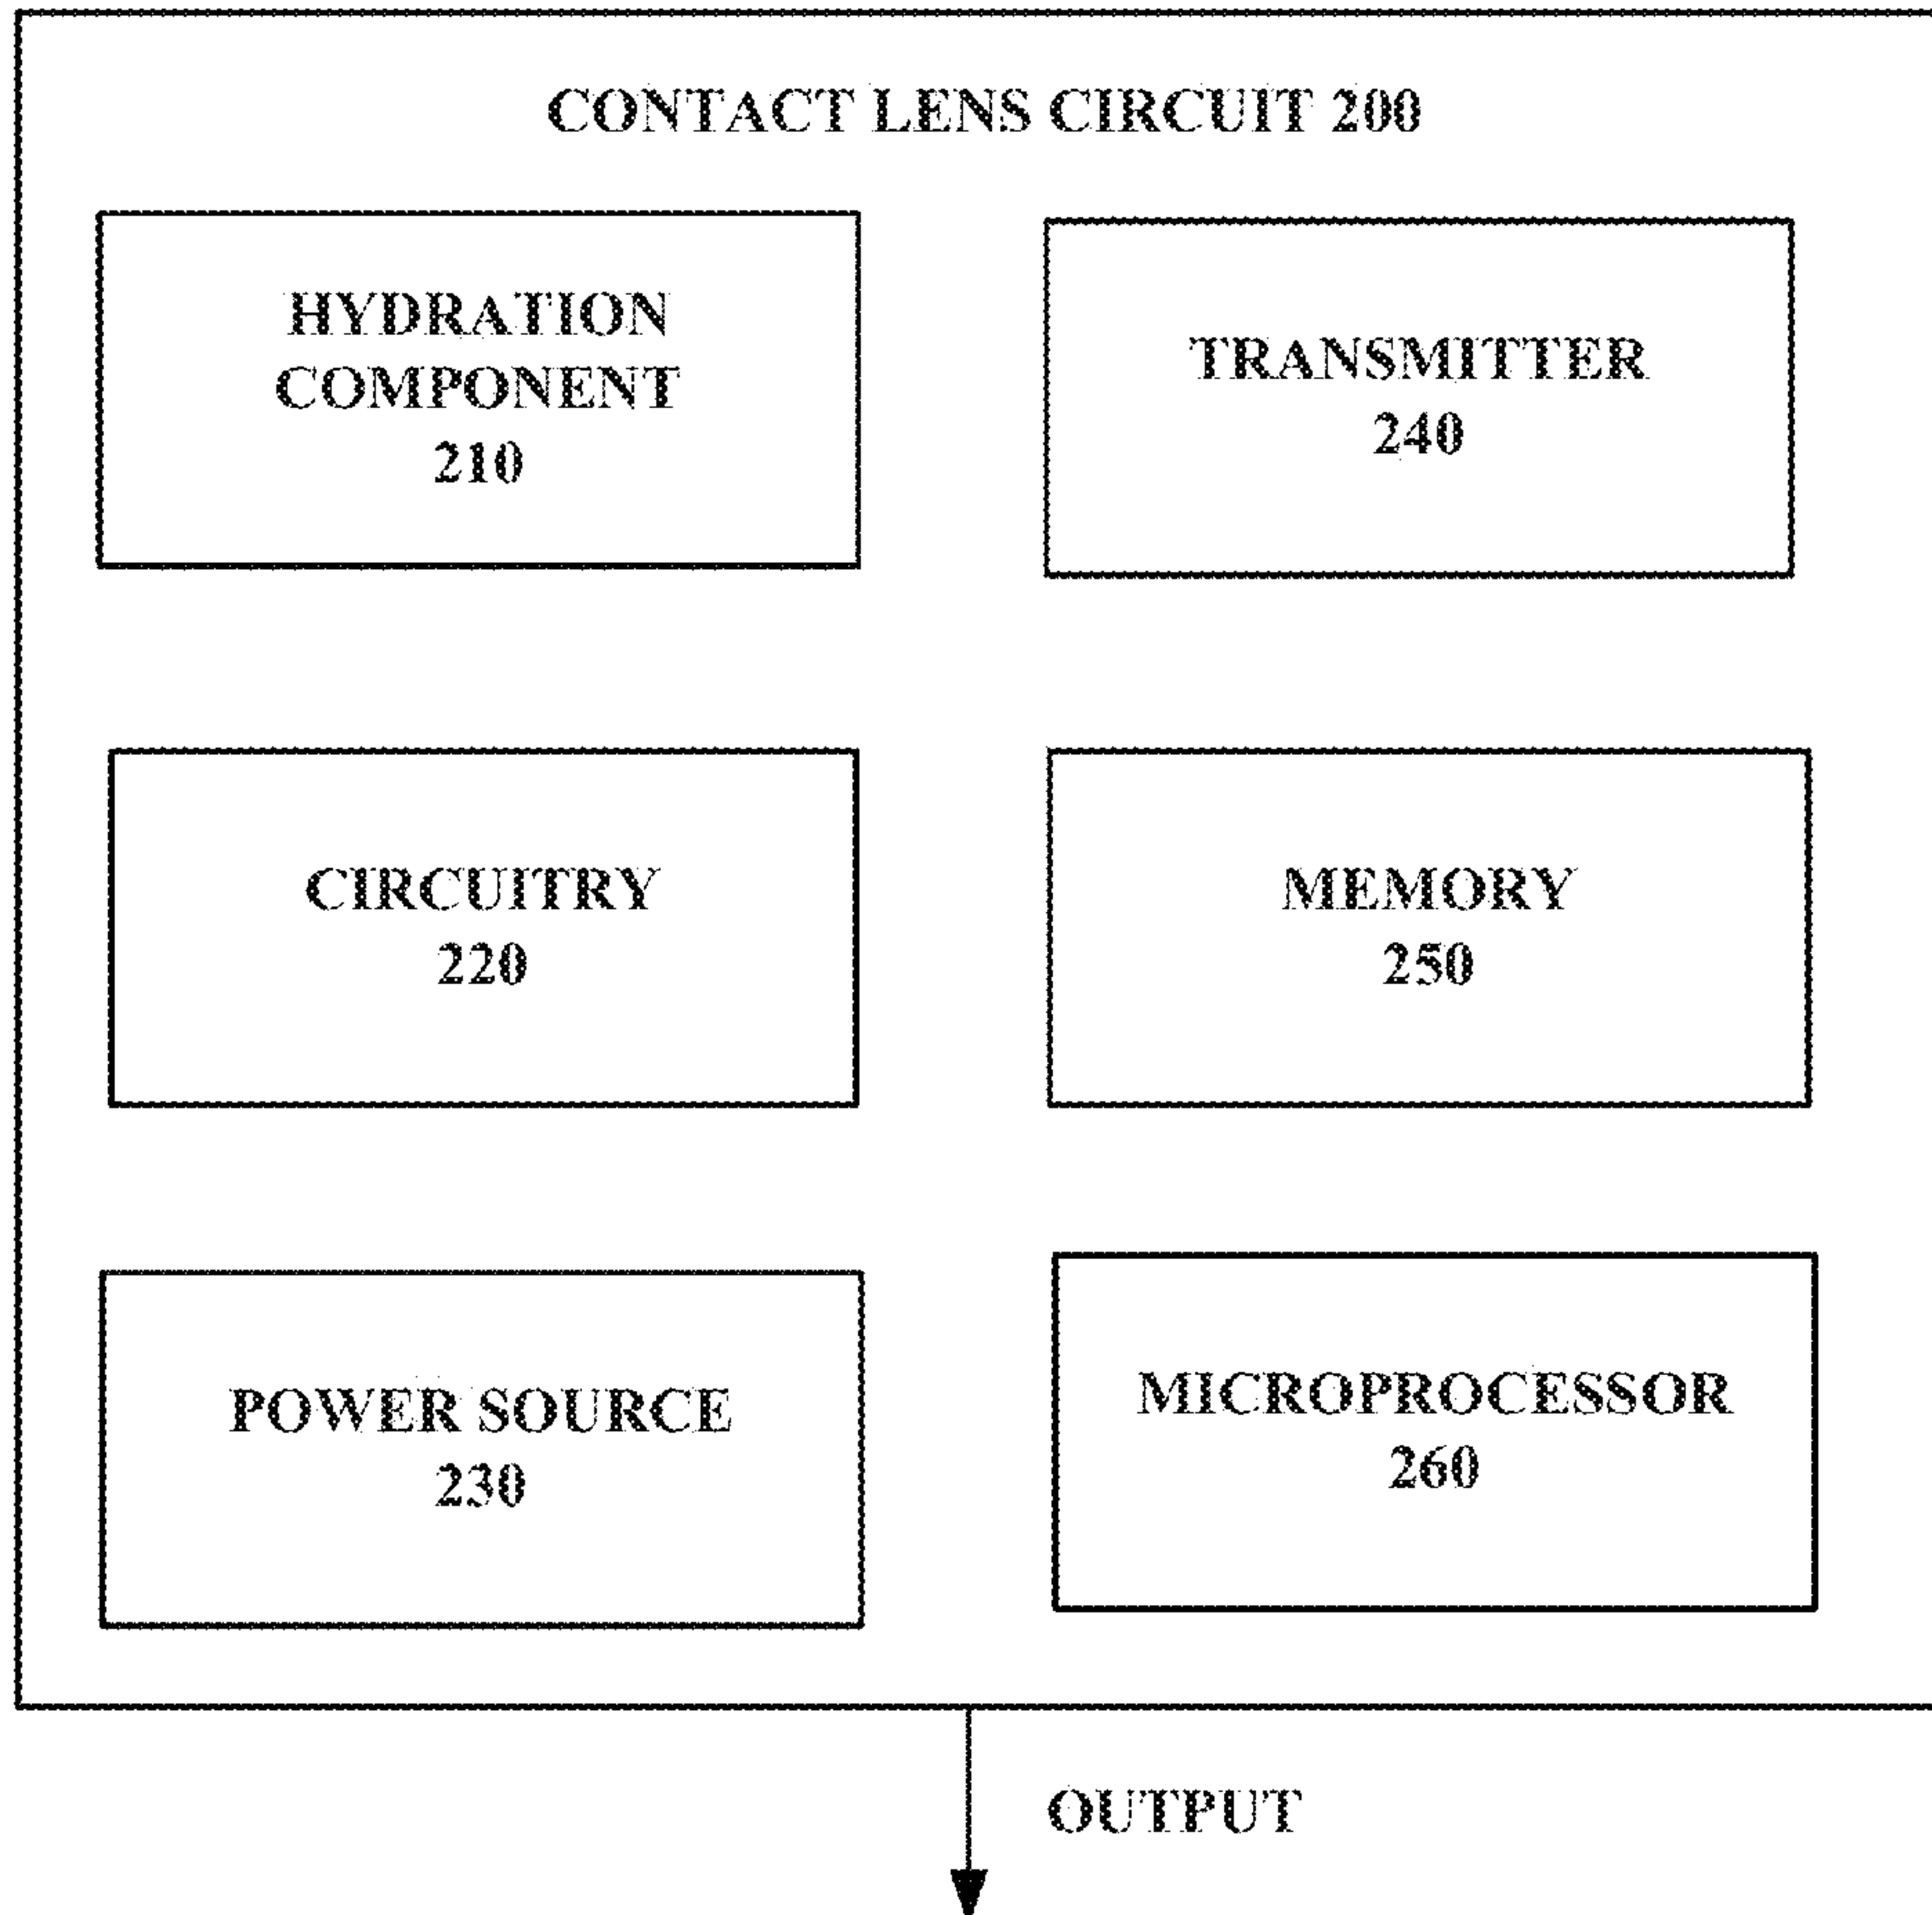 CONTACT LENS CIRCUIT 200
HYDRATION
COMPONENT
210
TRANSMITTER
240
CIRCUITRY
220
MEMORY
250
POWER SOURCE
230
MICROPROCESSOR
260
OUTPUT